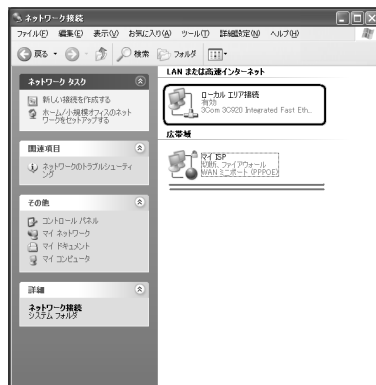 ネットワーク接続
ファイル(F) 編集(E) 表示(V) お気に入り(A) ツール(T) 詳細設定(N) ヘルプ(H)
戻る 検索 フォルダ
ネットワーク タスク
新しい接続を作成する
ホーム/小規模オフィスのネット
ワークをセットアップする
関連項目
ネットワークのトラブルシューティ
ング
その他
コントロール パネル
マイ ネットワーク
マイ ドキュメント
マイ コンピュータ
詳細
ネットワーク接続
システム フォルダ
LAN または高速インターネット
ローカル エリア接続
有効
3Com 3C920 Integrated Fast Eth...
広帯域
マイ ISP
切断、ファイアウォール
WAN ミニポート (PPPOE)